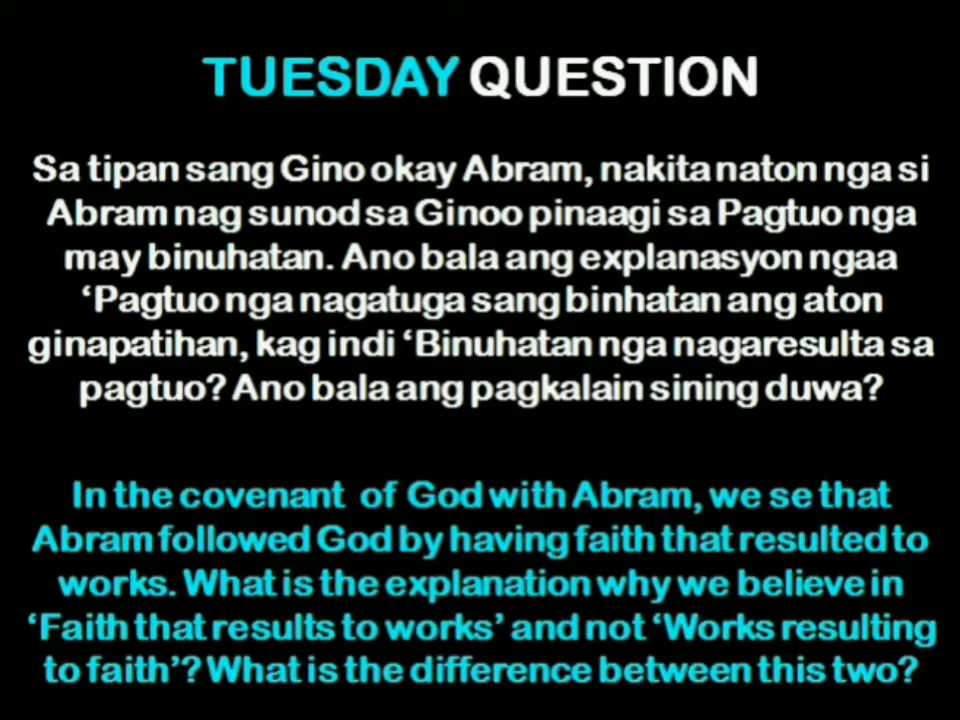 TUESDAY QUESTION
Sa tipan sang Gino okay Abram, nakita naton nga si
Abram nag sunod sa Ginoo pinaagi sa Pagtuo nga
may binuhatan. Ano bala ang explanasyon ngaa
‘Pagtuo nga nagatuga sang binhatan ang aton
ginapatihan, kag indi ‘Binuhatan nga nagaresulta sa
pagtuo? Ano bala ang pagkalain sining duwa?
In the covenant of God with Abram, we se that
Abram followed God by having faith that resulted to
works. What is the explanation why we believe in
‘Faith that results to works’ and not ‘Works resulting
to faith’? What is the difference between this two?